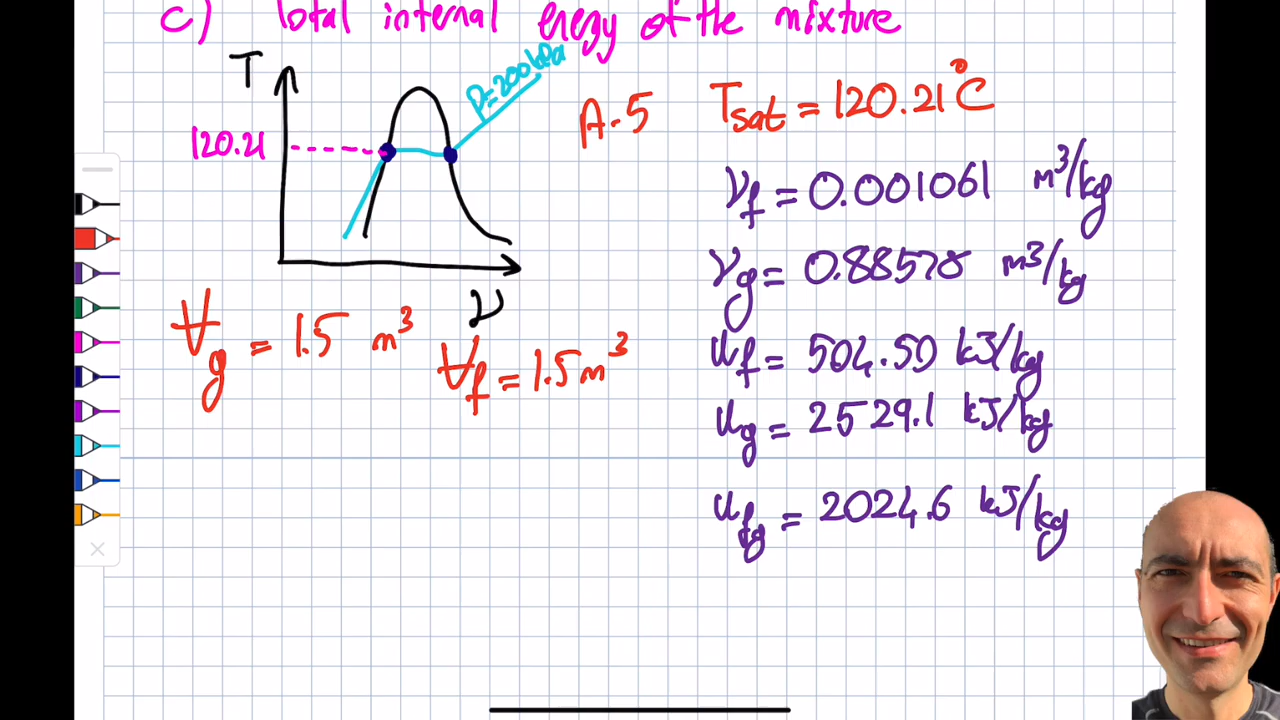 c) Total internal energy of the mixture
T
P=200kPa
120.21
ν
A-5
Tsat = 120.21°C
νf = 0.001061 m³/kg
νg = 0.88578 m³/kg
uf = 504.50 kJ/kg
ug = 2529.1 kJ/kg
ufg = 2024.6 kJ/kg
Vg = 1.5 m³
Vf = 1.5 m³